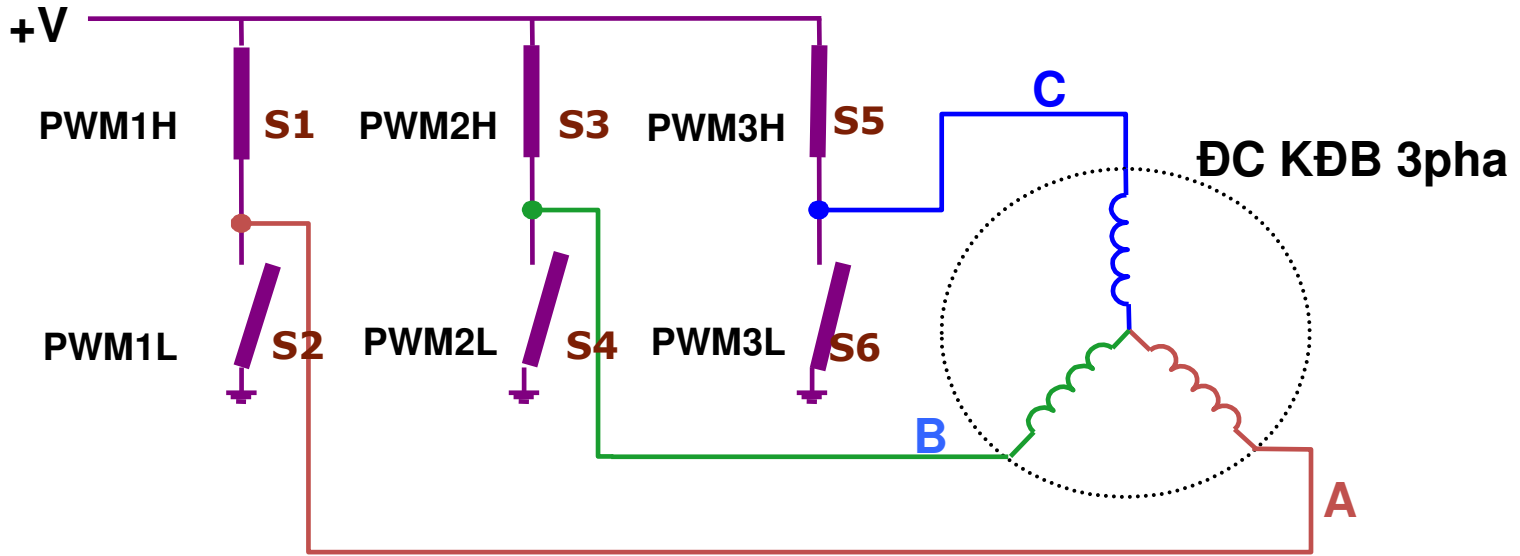 +V
C
PWM1H
S1
PWM2H
S3
PWM3H
S5
ĐC KĐB 3pha
PWM1L
S2
PWM2L
S4
PWM3L
S6
B
A